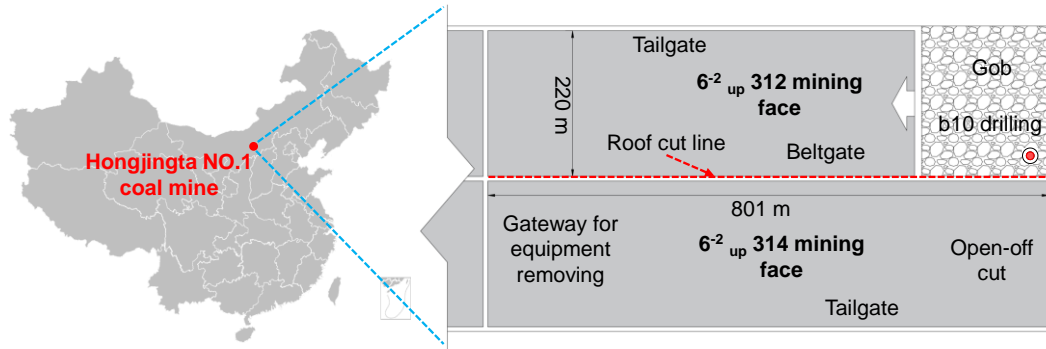 Hongjingta NO.1
coal mine
Tailgate
220 m
6-2 up 312 mining
face
Gob
b10 drilling
Roof cut line
Beltgate
801 m
Gateway for
equipment
removing
6-2 up 314 mining
face
Open-off
cut
Tailgate